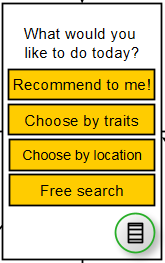 What would you
like to do today?
Recommend to me!
Choose by traits
Choose by location
Free search